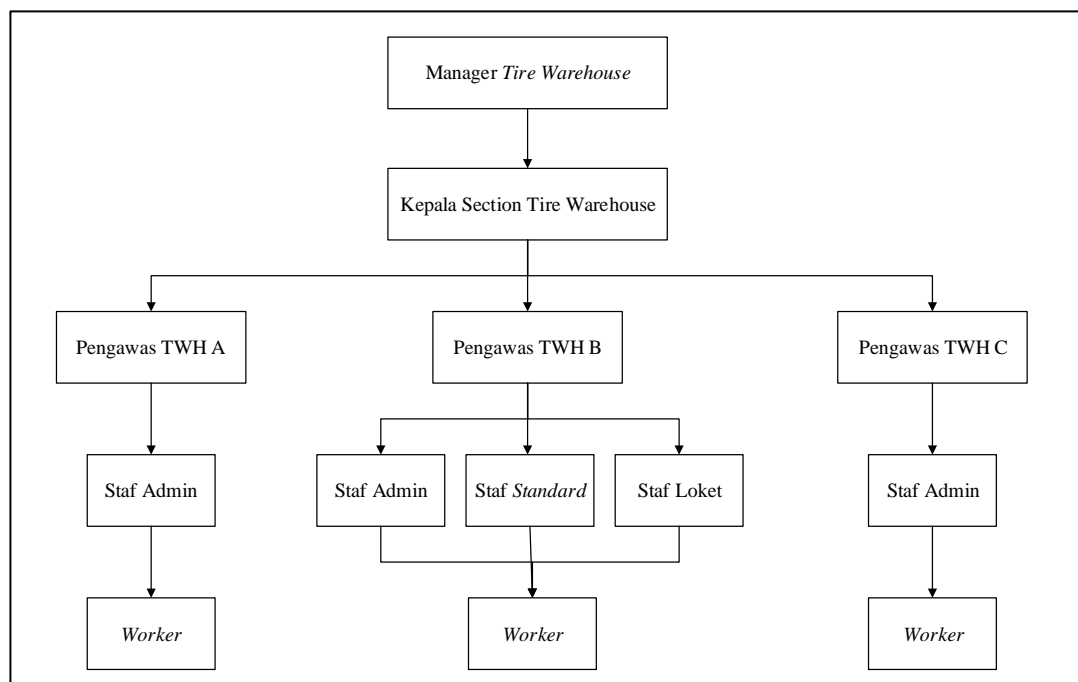 Manager Tire Warehouse
Kepala Section Tire Warehouse
Pengawas TWH A
Pengawas TWH B
Pengawas TWH C
Staf Admin
Staf Admin
Staf Standard
Staf Loket
Staf Admin
Worker
Worker
Worker